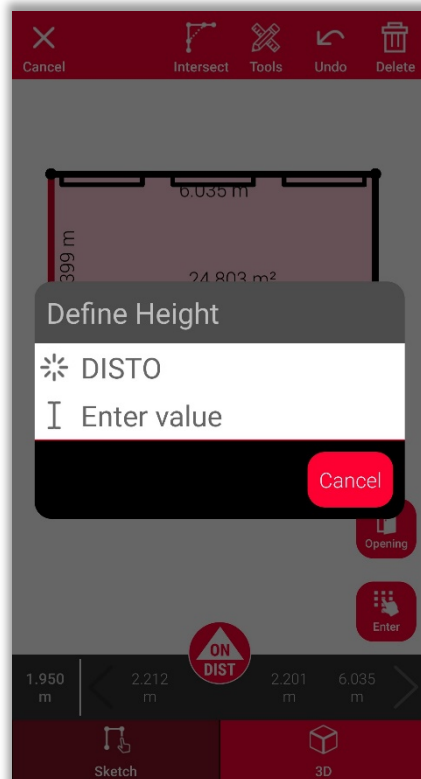 Cancel
Intersect
Tools
Undo
Delete
6.035 m
399 m
24.803 m²
Define Height
DISTO
Enter value
Cancel
Opening
Enter
ON
DIST
1.950 m
2.212 m
2.201 m
6.035 m
Sketch
3D